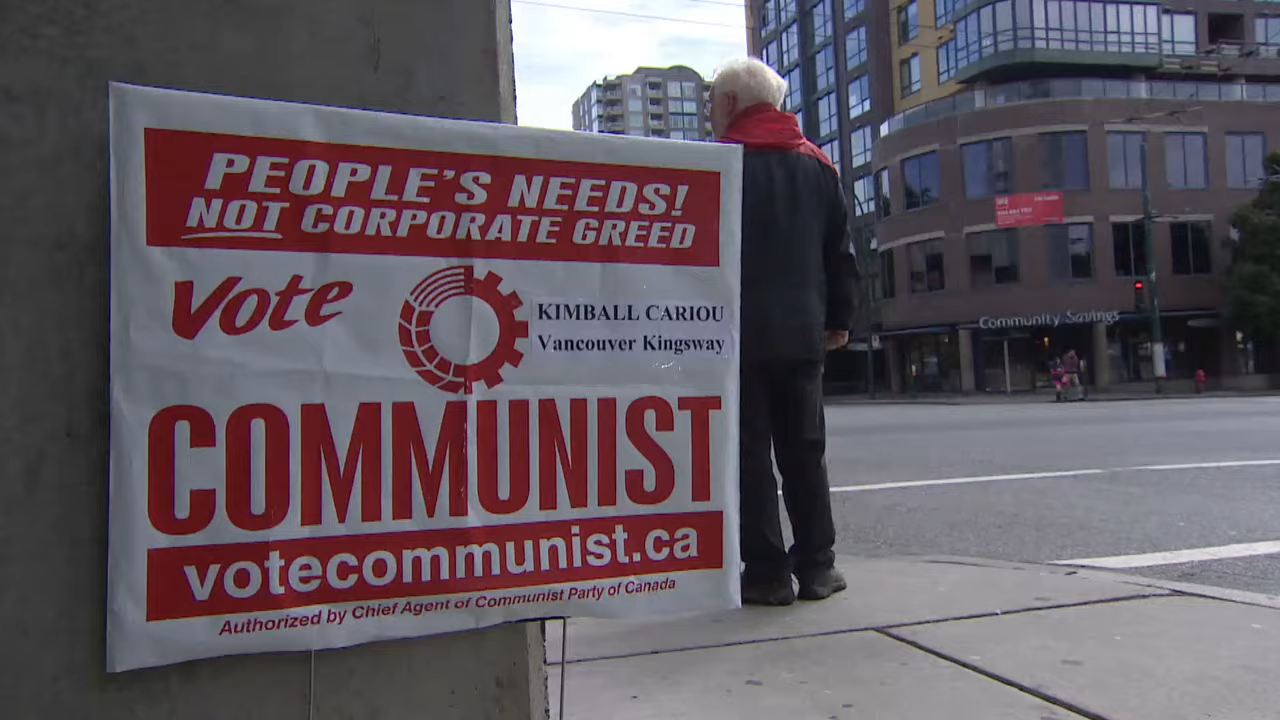 PEOPLE'S NEEDS!
NOT CORPORATE GREED
Vote
KIMBALL CARIOU
Vancouver Kingsway
COMMUNIST
votecommunist.ca
Authorized by Chief Agent of Communist Party of Canada
Community Savings